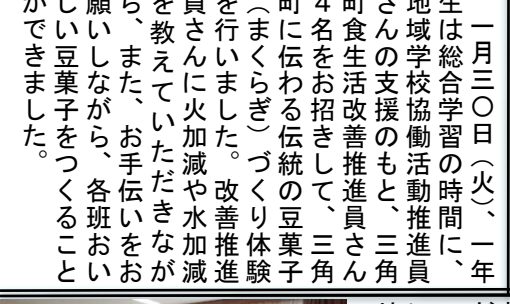 一月三〇日（火）、一年
生は総合学習の時間に、
地域学校協働活動推進員
さんの支援のもと、三角
町食生活改善推進員さん
４名をお招きして、三角
町に伝わる伝統の豆菓子
（まくらぎ）づくり体験
を行いました。改善推進
員さんに火加減や水加減
を教えていただきなが
ら、また、お手伝いをお
願いしながら、各班おい
しい豆菓子をつくること
ができました。